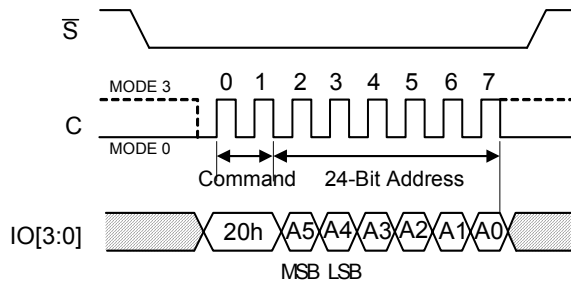 S
MODE 3
0 1 2 3 4 5 6 7
C
MODE 0
Command 24-Bit Address
IO[3:0] 20h A5 A4 A3 A2 A1 A0
MSB LSB